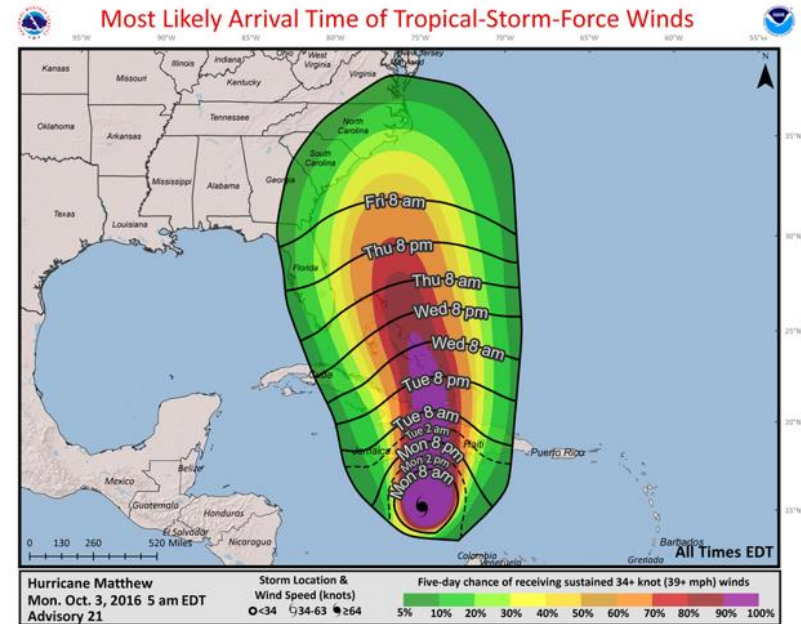 Most Likely Arrival Time of Tropical-Storm-Force Winds
95°W 90°W 85°W 80°W 75°W 70°W 65°W 60°W 55°W
Kansas
Missouri
Illinois
Indiana
Ohio
West Virginia
Maryland
New Jersey
Kentucky
Virginia
N
Oklahoma
Arkansas
Tennessee
North Carolina
35°N
South Carolina
Mississippi
Alabama
Georgia
Texas
Louisiana
Fri 8 am
30°N
Thu 8 pm
Florida
Thu 8 am
Wed 8 pm
25°N
Wed 8 am
Cuba
Tue 8 pm
20°N
Tue 8 am
Tue 2 am
Jamaica
Haiti
Mon 8 pm
Puerto Rico
Mon 2 pm
Mon 8 am
Mexico
Belize
Guatemala
Honduras
15°N
El Salvador
Nicaragua
0 130 260 520 Miles
Barbados
Grenada
Colombia
Venezuela
All Times EDT
Hurricane Matthew
Mon. Oct. 3, 2016 5 am EDT
Advisory 21
Storm Location &
Wind Speed (knots)
<34 34-63 ≥64
Five-day chance of receiving sustained 34+ knot (39+ mph) winds
5% 10% 20% 30% 40% 50% 60% 70% 80% 90% 100%